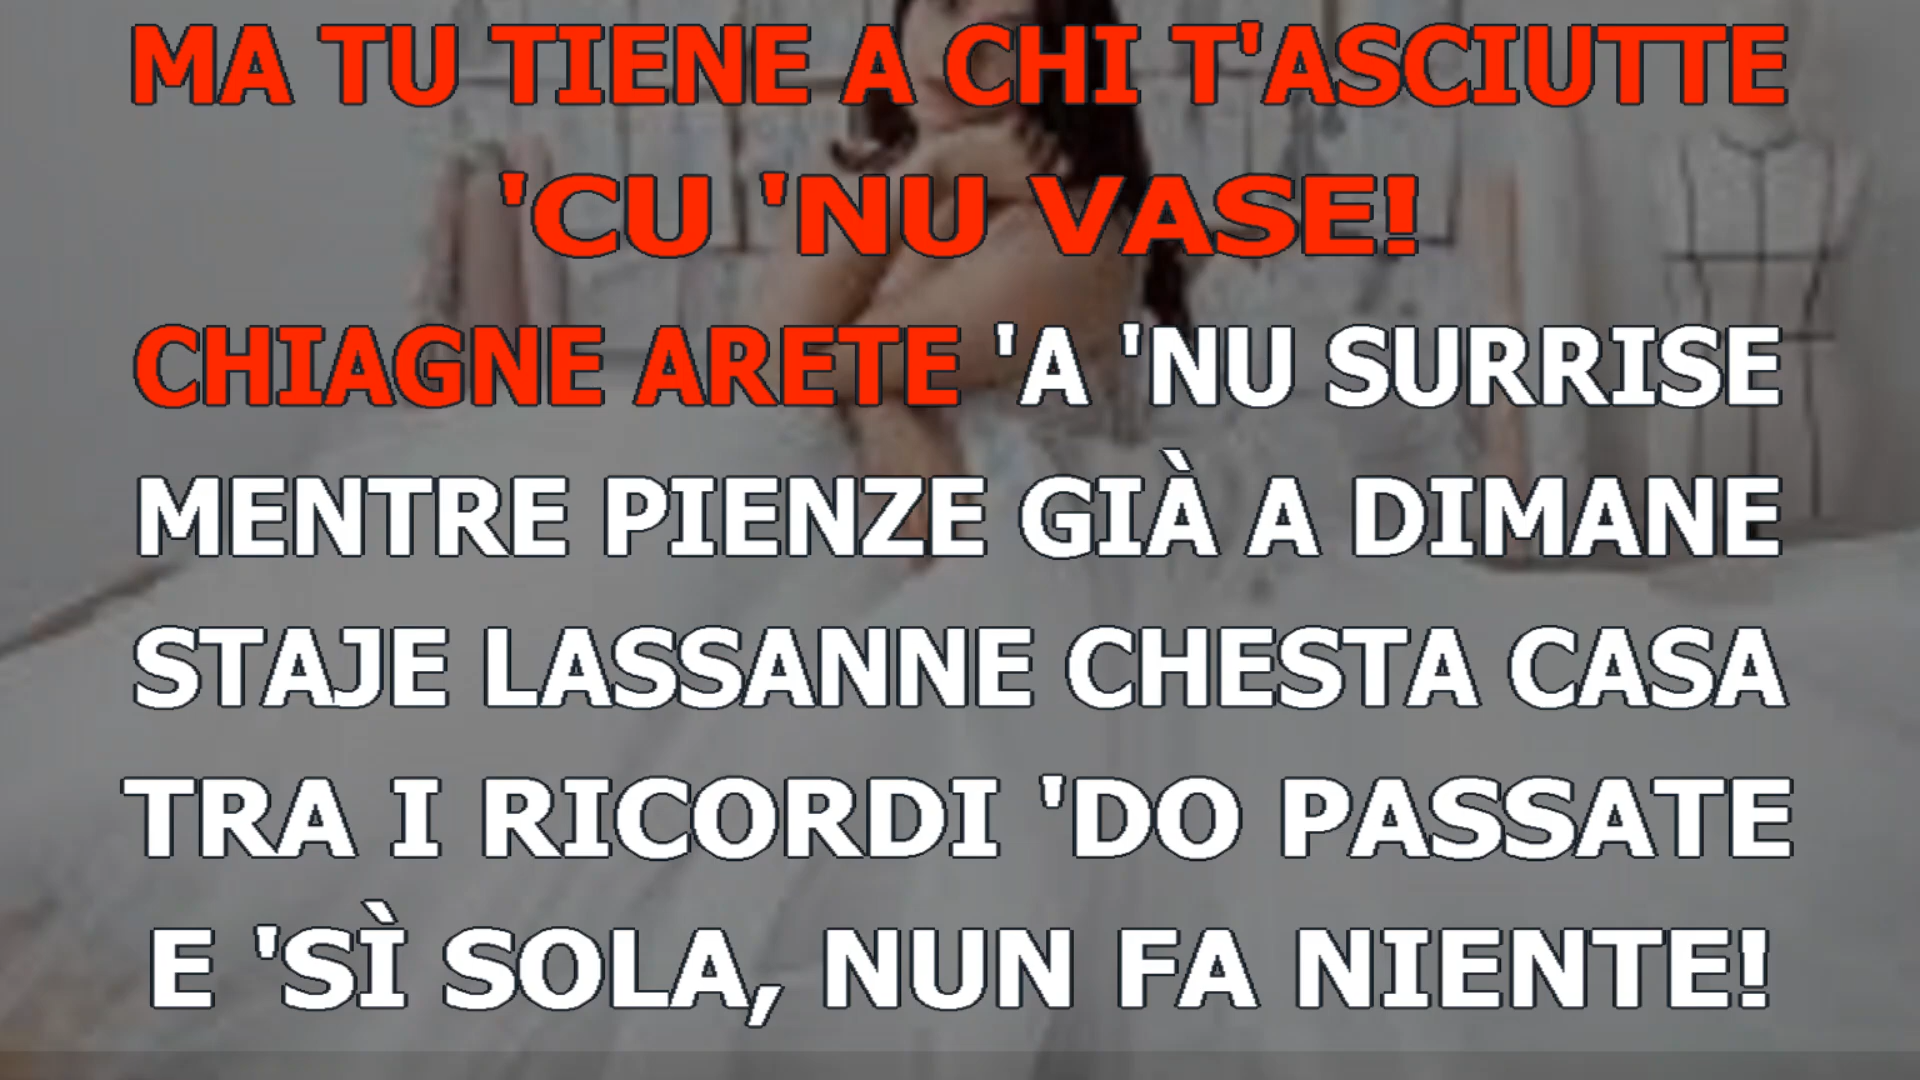 MA TU TIENE A CHI T'ASCIUTTE
'CU 'NU VASE!
CHIAGNE ARETE 'A 'NU SURRISE
MENTRE PIENZE GIÀ A DIMANE
STAJE LASSANNE CHESTA CASA
TRA I RICORDI 'DO PASSATE
E 'SÌ SOLA, NUN FA NIENTE!